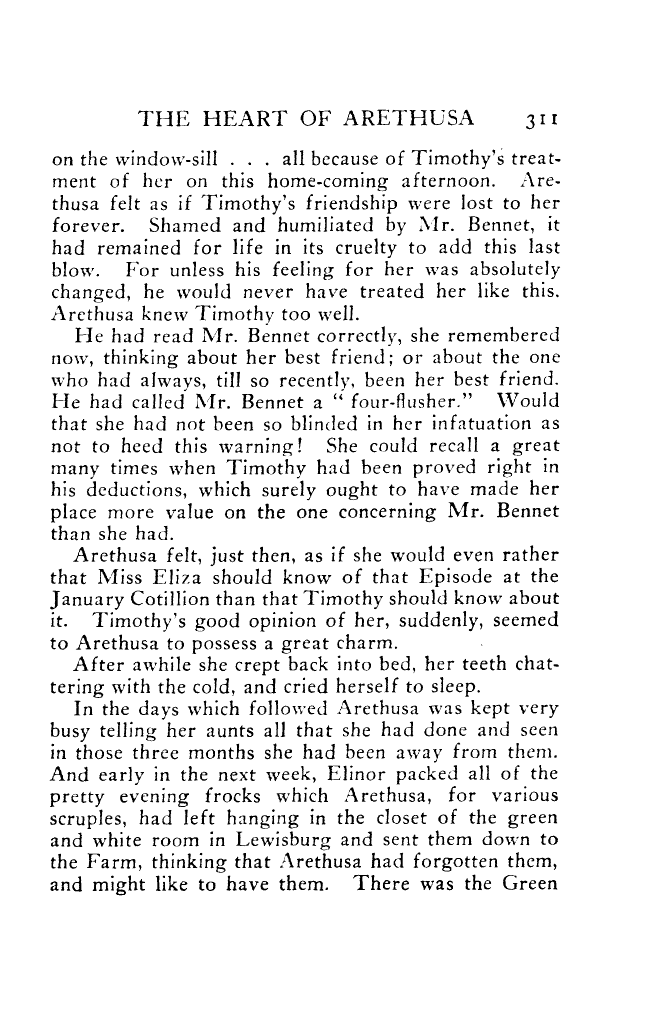 THE HEART OF ARETHUSA 311
on the window-sill . . . all because of Timothy's treat-
ment of her on this home-coming afternoon. Are-
thusa felt as if Timothy's friendship were lost to her
forever. Shamed and humiliated by Mr. Bennet, it
had remained for life in its cruelty to add this last
blow. For unless his feeling for her was absolutely
changed, he would never have treated her like this.
Arethusa knew Timothy too well.
He had read Mr. Bennet correctly, she remembered
now, thinking about her best friend; or about the one
who had always, till so recently, been her best friend.
He had called Mr. Bennet a " four-flusher." Would
that she had not been so blinded in her infatuation as
not to heed this warning! She could recall a great
many times when Timothy had been proved right in
his deductions, which surely ought to have made her
place more value on the one concerning Mr. Bennet
than she had.
Arethusa felt, just then, as if she would even rather
that Miss Eliza should know of that Episode at the
January Cotillion than that Timothy should know about
it. Timothy's good opinion of her, suddenly, seemed
to Arethusa to possess a great charm.
After awhile she crept back into bed, her teeth chat-
tering with the cold, and cried herself to sleep.
In the days which followed Arethusa was kept very
busy telling her aunts all that she had done and seen
in those three months she had been away from them.
And early in the next week, Elinor packed all of the
pretty evening frocks which Arethusa, for various
scruples, had left hanging in the closet of the green
and white room in Lewisburg and sent them down to
the Farm, thinking that Arethusa had forgotten them,
and might like to have them. There was the Green